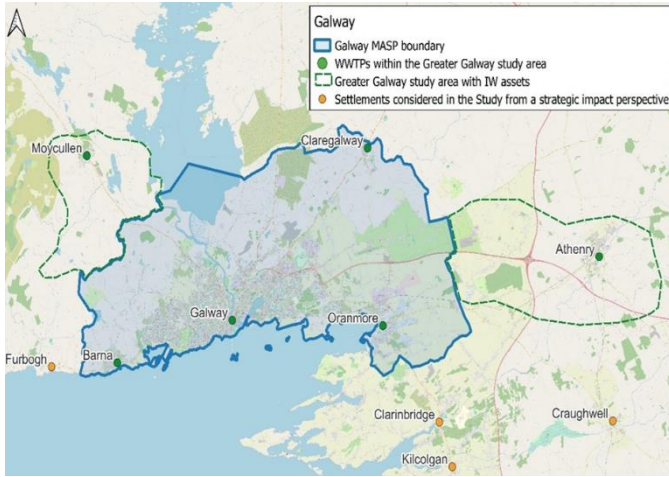 Galway
Galway MASP boundary
WWTPs within the Greater Galway study area
Greater Galway study area with IW assets
Settlements considered in the Study from a strategic impact perspective
Moycullen
Claregalway
Athenry
Galway
Oranmore
Furbogh
Barna
Clarinbridge
Craughwell
Kilcolgan